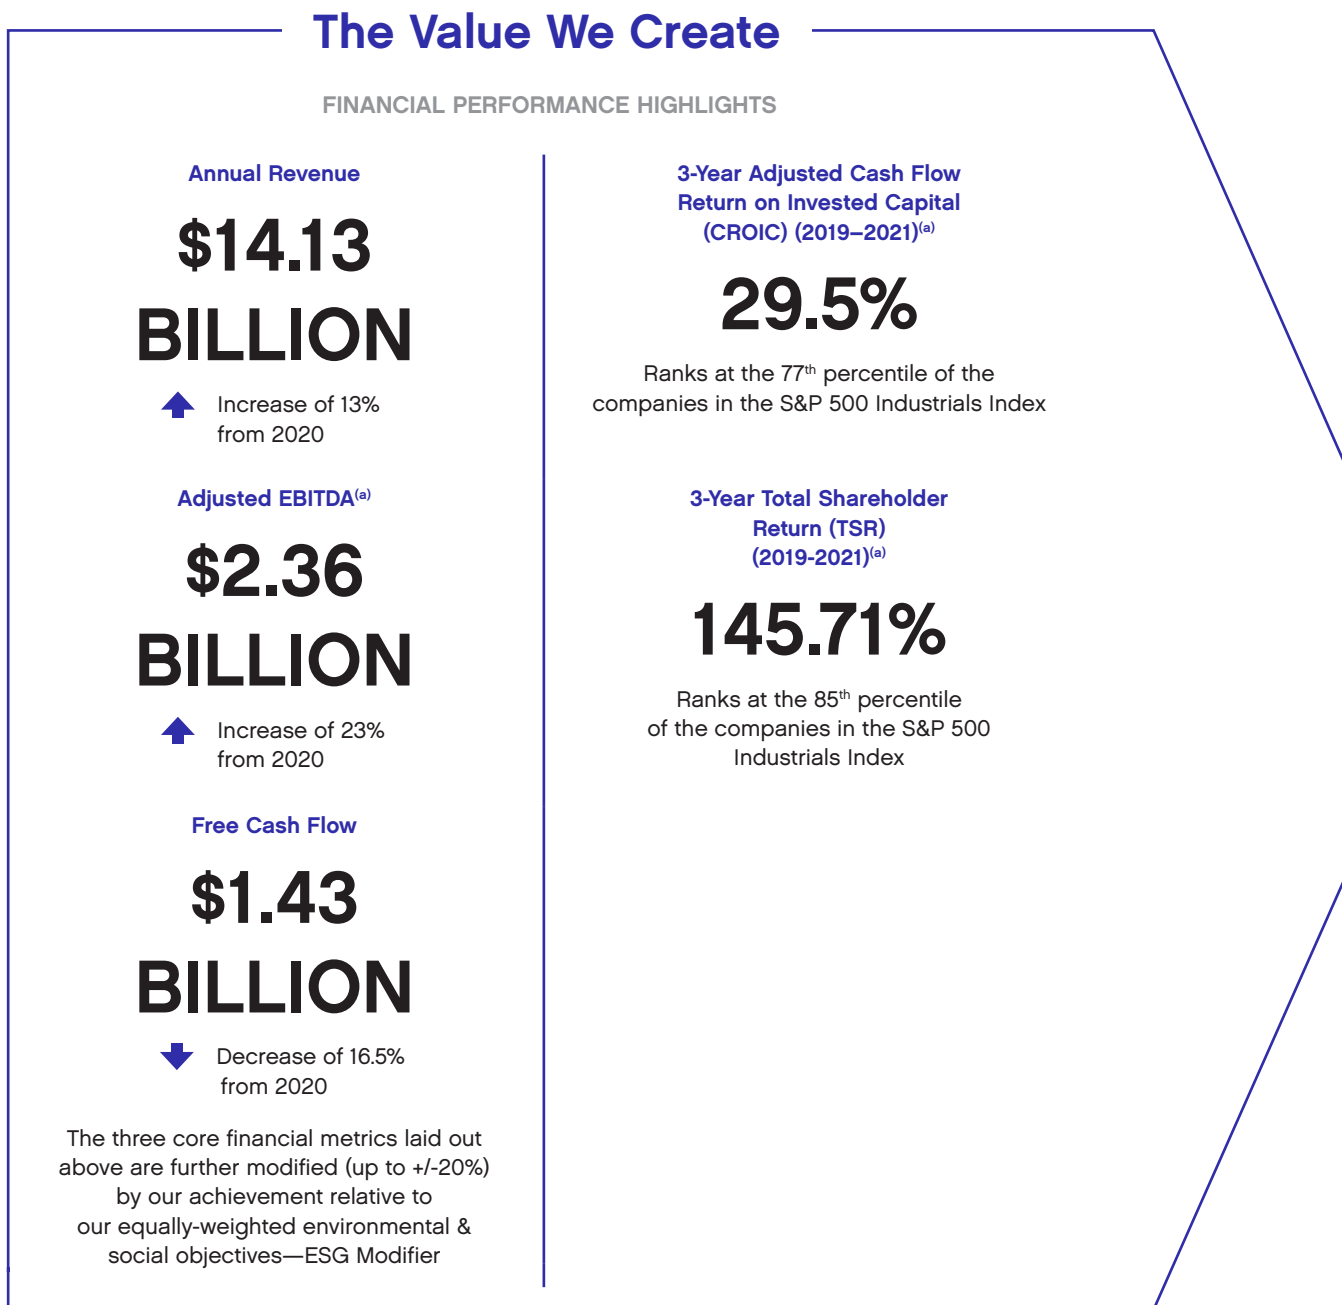 The Value We Create
FINANCIAL PERFORMANCE HIGHLIGHTS
Annual Revenue
$14.13
BILLION
Increase of 13%
from 2020
Adjusted EBITDA(a)
$2.36
BILLION
Increase of 23%
from 2020
Free Cash Flow
$1.43
BILLION
Decrease of 16.5%
from 2020
The three core financial metrics laid out
above are further modified (up to +/-20%)
by our achievement relative to
our equally-weighted environmental &
social objectives—ESG Modifier
3-Year Adjusted Cash Flow
Return on Invested Capital
(CROIC) (2019–2021)(a)
29.5%
Ranks at the 77th percentile of the
companies in the S&P 500 Industrials Index
3-Year Total Shareholder
Return (TSR)
(2019-2021)(a)
145.71%
Ranks at the 85th percentile
of the companies in the S&P 500
Industrials Index